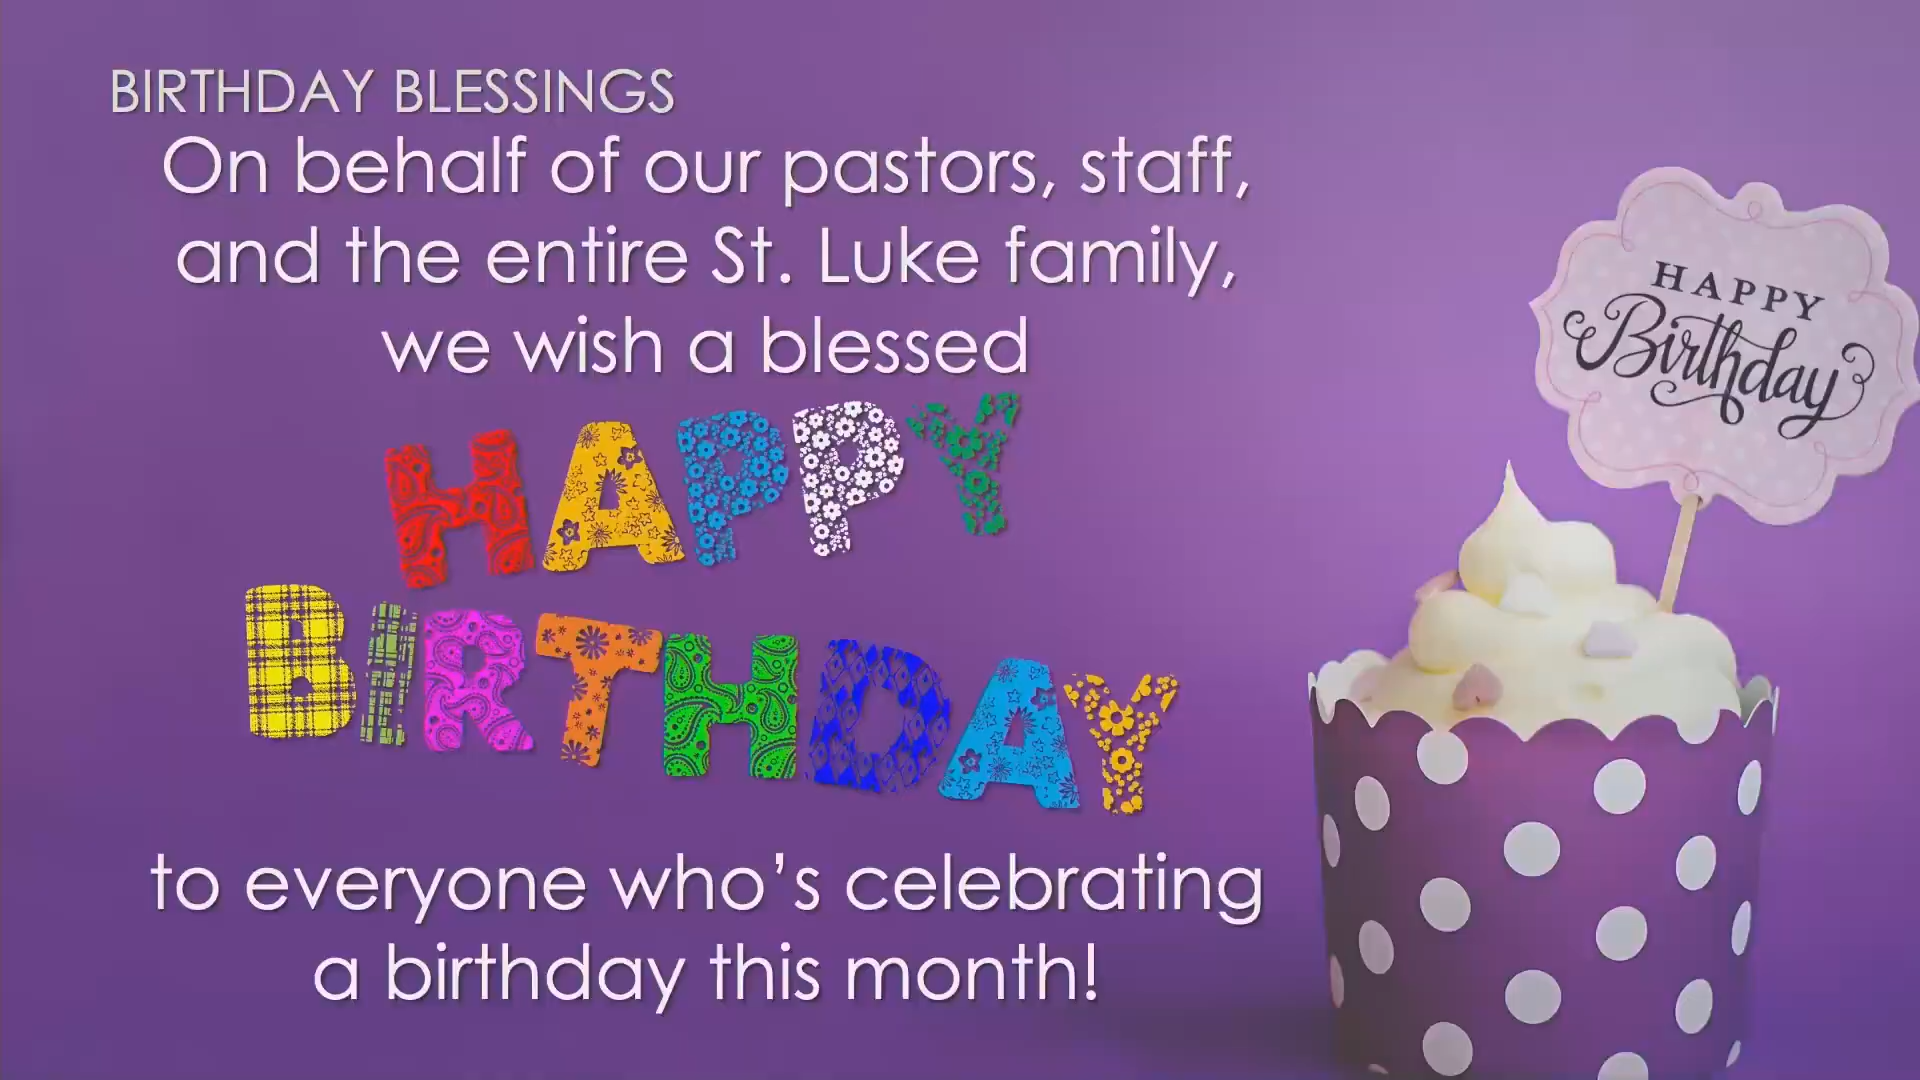 BIRTHDAY BLESSINGS
On behalf of our pastors, staff,
and the entire St. Luke family,
we wish a blessed
HAPPY
BIRTHDAY
to everyone who’s celebrating
a birthday this month!
HAPPY
Birthday